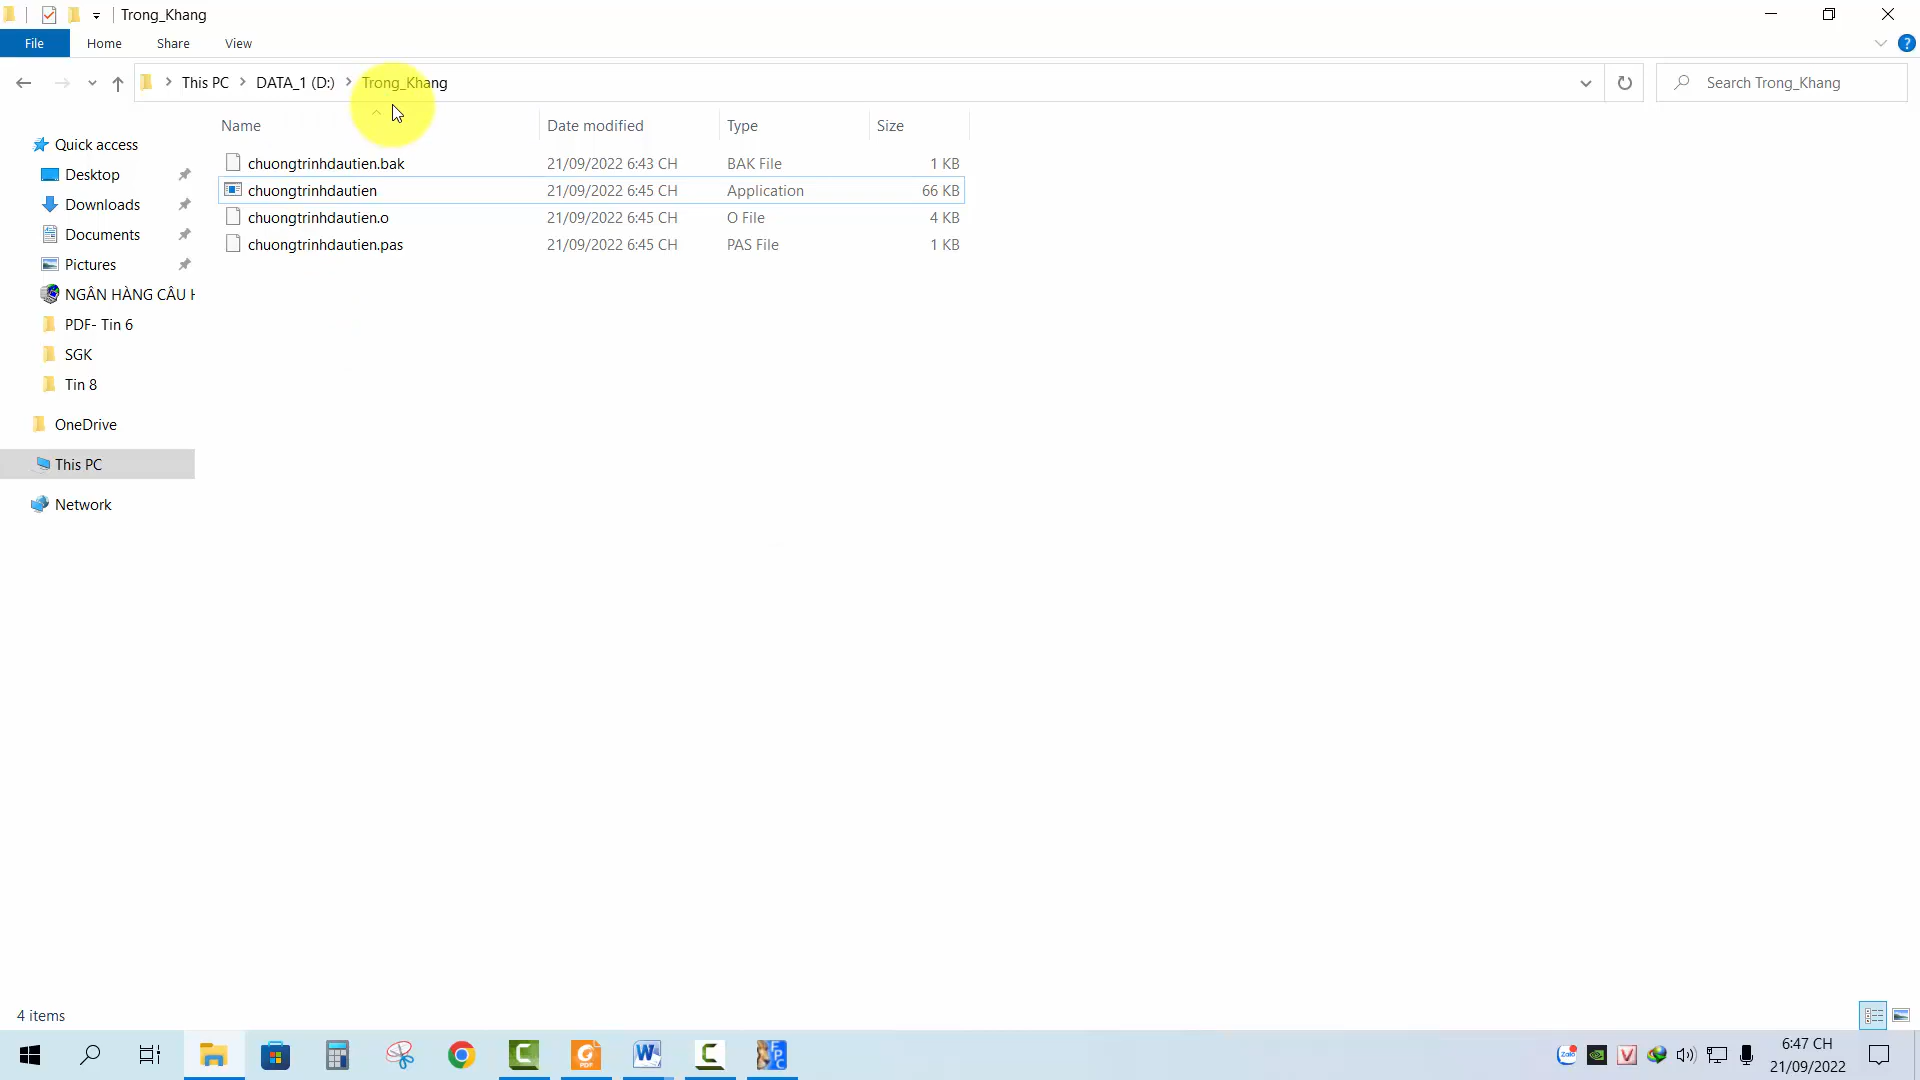 Trong_Khang
File Home Share View
This PC DATA_1 (D:) Trong_Khang
Search Trong_Khang
Name Date modified Type Size
Quick access
Desktop
Downloads
Documents
Pictures
NGÂN HÀNG CÂU H
PDF- Tin 6
SGK
Tin 8
OneDrive
This PC
Network
chuongtrinhdautien.bak 21/09/2022 6:43 CH BAK File 1 KB
chuongtrinhdautien 21/09/2022 6:45 CH Application 66 KB
chuongtrinhdautien.o 21/09/2022 6:45 CH O File 4 KB
chuongtrinhdautien.pas 21/09/2022 6:45 CH PAS File 1 KB
4 items
6:47 CH
21/09/2022